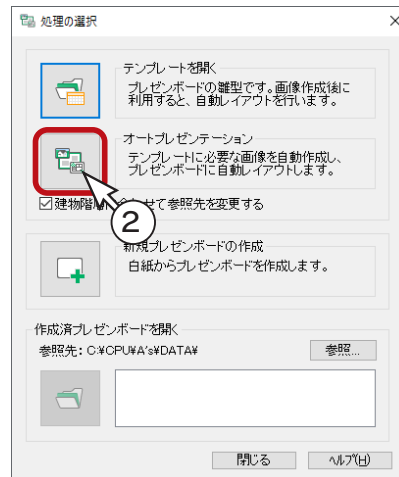 処理の選択
テンプレートを開く
プレゼンボードの雛型です。画像作成後に
利用すると、自動レイアウトを行います。
オートプレゼンテーション
テンプレートに必要な画像を自動作成し、
プレゼンボードに自動レイアウトします。
建物階層に合わせて参照先を変更する
②
新規プレゼンボードの作成
白紙からプレゼンボードを作成します。
作成済プレゼンボードを開く
参照先: C:¥CPU¥A's¥DATA¥
参照...
閉じる
ヘルプ(H)